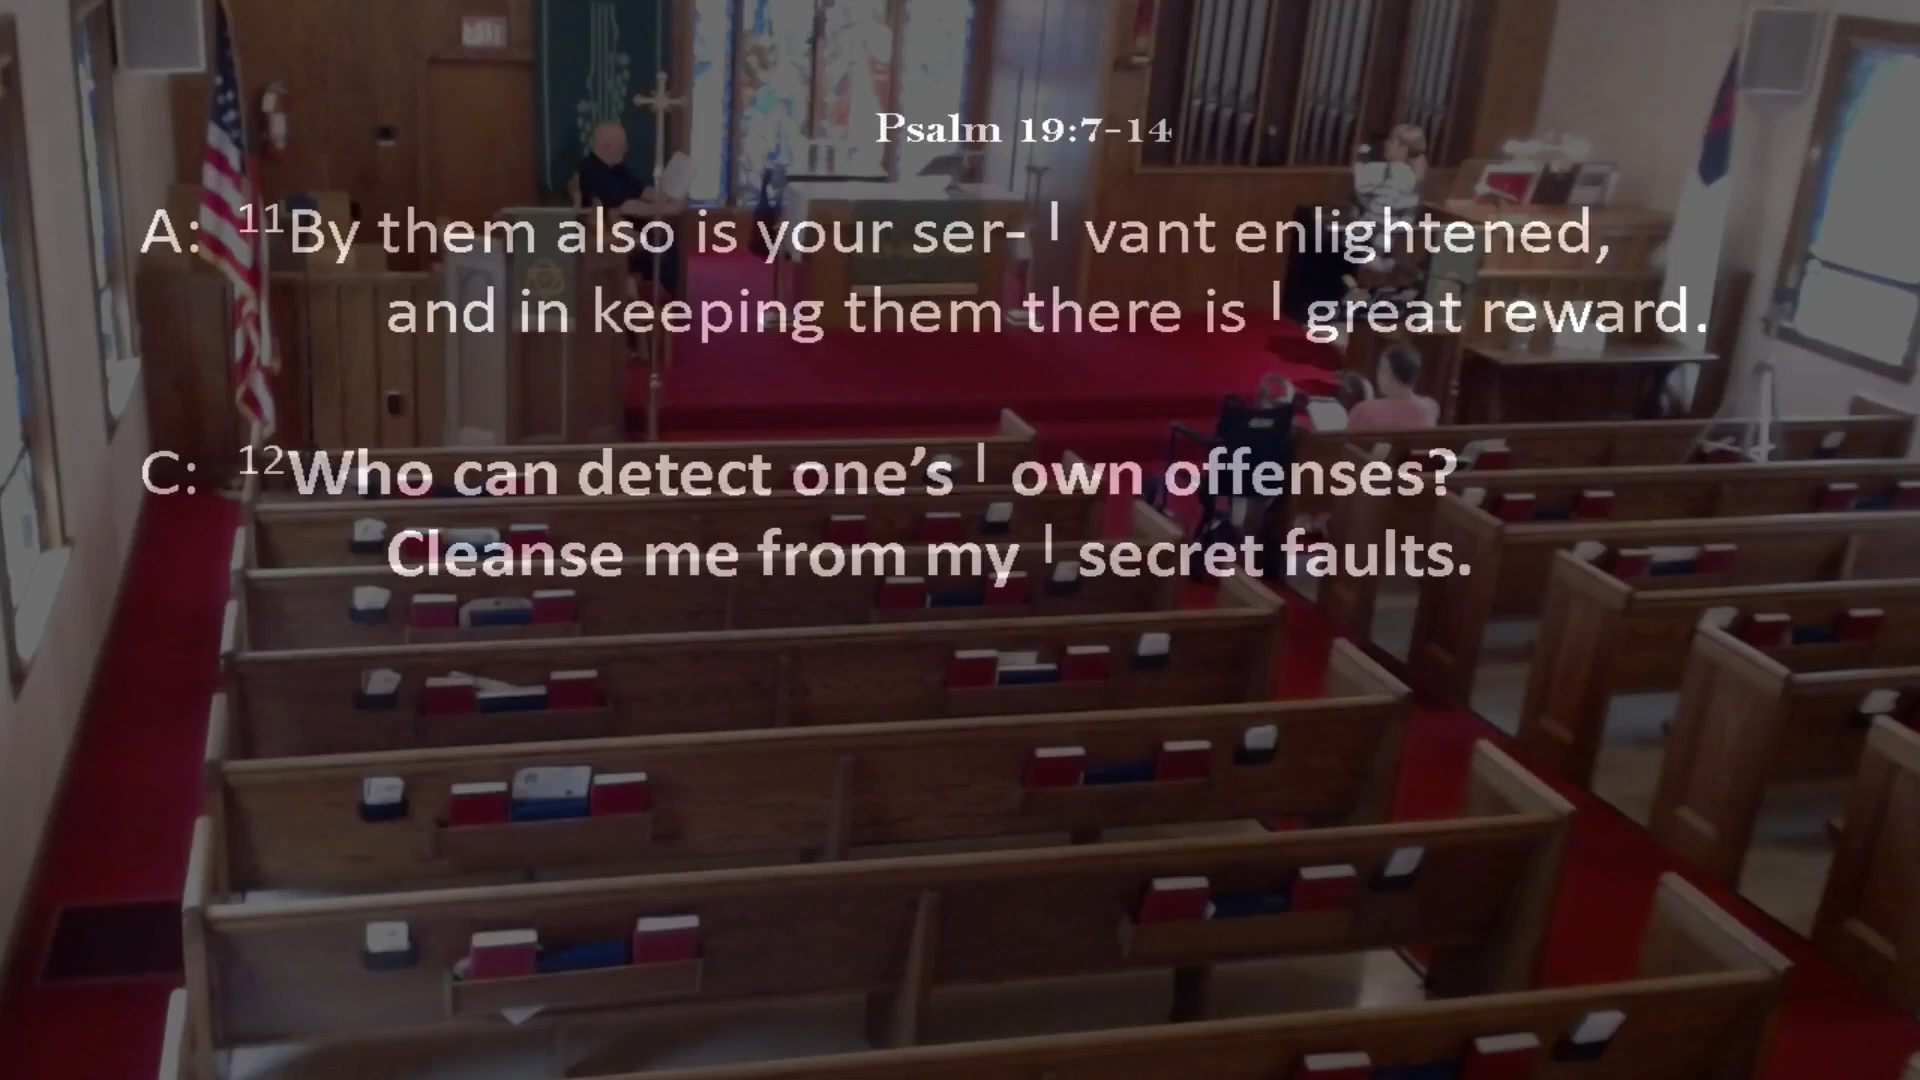 Psalm 19:7-14
A: ¹¹By them also is your ser- | vant enlightened,
and in keeping them there is | great reward.
C: ¹²Who can detect one’s | own offenses?
Cleanse me from my | secret faults.